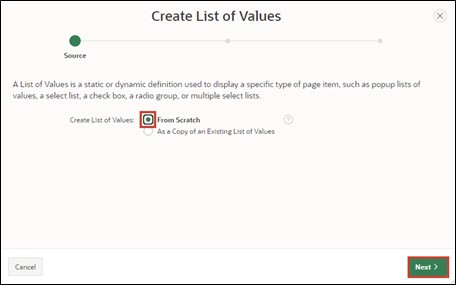 Create List of Values
Source
A List of Values is a static or dynamic definition used to display a specific type of page item, such as popup lists of
values, a select list, a check box, a radio group, or multiple select lists.
Create List of Values: From Scratch
As a Copy of an Existing List of Values
Cancel
Next